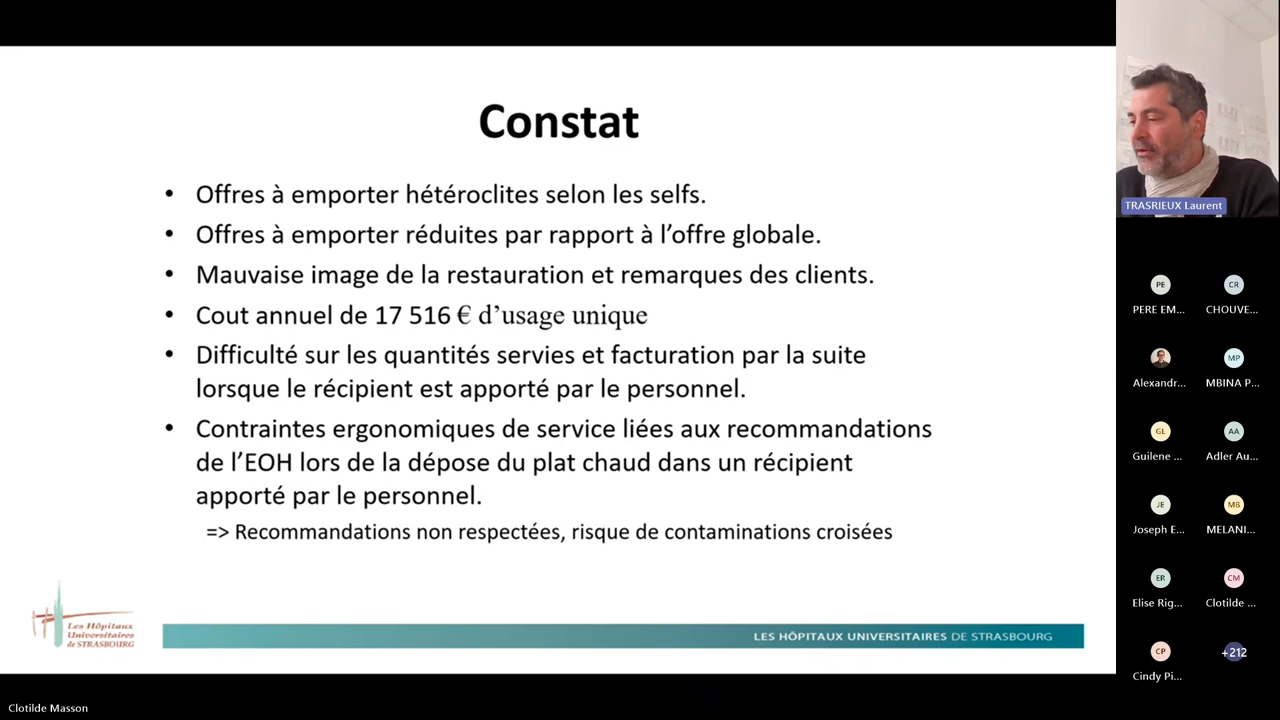 Constat
• Offres à emporter hétéroclites selon les selfs.
• Offres à emporter réduites par rapport à l'offre globale.
• Mauvaise image de la restauration et remarques des clients.
• Cout annuel de 17 516 € d'usage unique
• Difficulté sur les quantités servies et facturation par la suite
lorsque le récipient est apporté par le personnel.
• Contraintes ergonomiques de service liées aux recommandations
de l'EOH lors de la dépose du plat chaud dans un récipient
apporté par le personnel.
=> Recommandations non respectées, risque de contaminations croisées
Les Hôpitaux
Universitaires
de STRASBOURG
LES HÔPITAUX UNIVERSITAIRES DE STRASBOURG
Clotilde Masson
TRASRIEUX Laurent
PE
CR
PERE EM...
CHOUVE...
MP
Alexandr...
MBINA P...
GL
AA
Guilene ...
Adler Au...
JE
MB
Joseph E...
MELANI...
ER
CM
Elise Rig...
Clotilde ...
CP
+212
Cindy Pi...